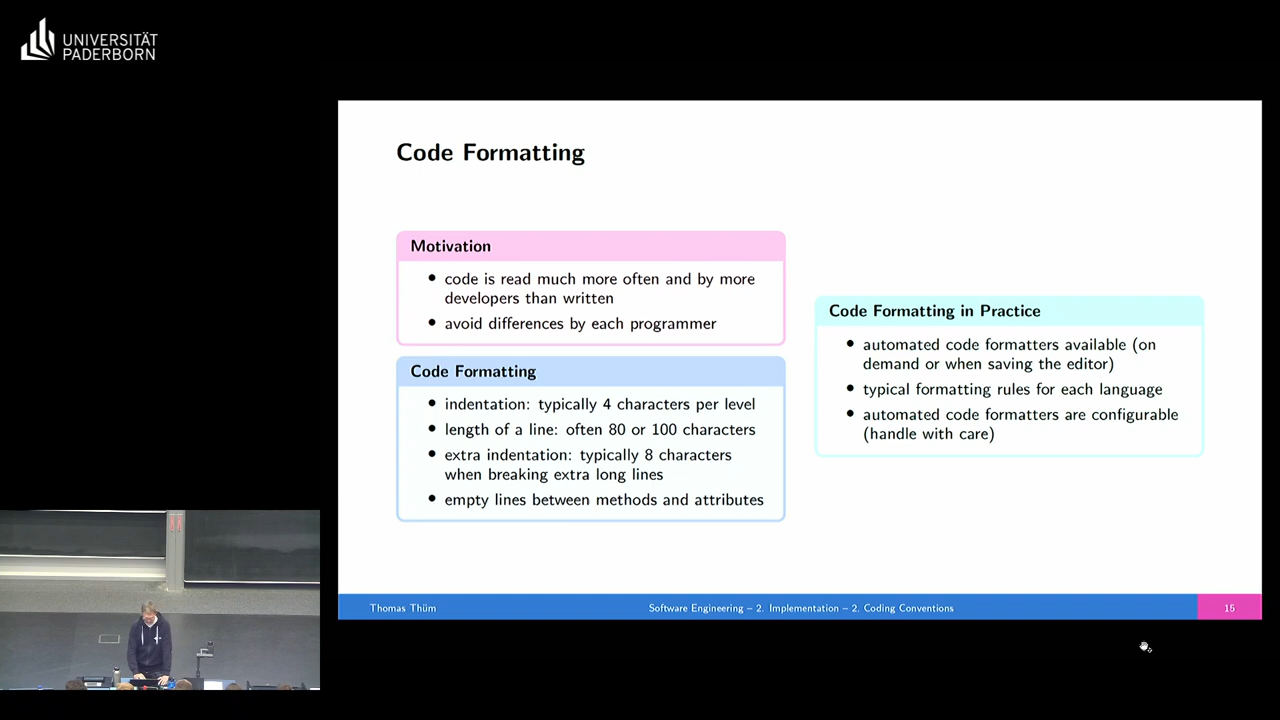 UNIVERSITÄT
PADERBORN
Code Formatting
Motivation
• code is read much more often and by more
developers than written
• avoid differences by each programmer
Code Formatting
• indentation: typically 4 characters per level
• length of a line: often 80 or 100 characters
• extra indentation: typically 8 characters
when breaking extra long lines
• empty lines between methods and attributes
Code Formatting in Practice
• automated code formatters available (on
demand or when saving the editor)
• typical formatting rules for each language
• automated code formatters are configurable
(handle with care)
Thomas Thüm
Software Engineering – 2. Implementation – 2. Coding Conventions
15